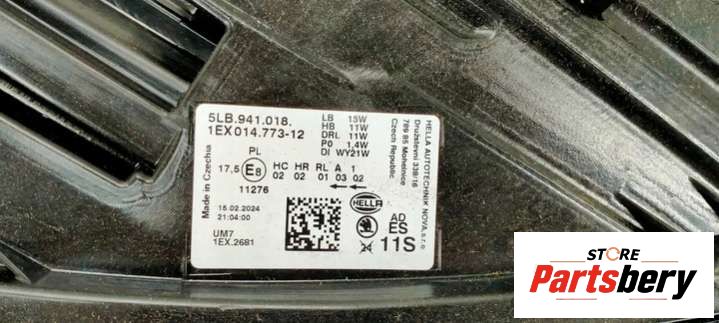 5LB.941.018.
1EX 014.773-12
LB 15W
HB 11W
DRL 11W
P0 1,4W
DI WY21W
PL
17,5 E8 HC HR RL A 1
02 02 01 03 02
11276
15.02.2024
21:04:00
UM7
1EX.2681
Made in Czechia
HELLA
AD
ES
11S
HELLA AUTOTECHNIK NOVA,s.r.o.
Družstevní 338/16
789 85 Mohelnice
Czech Republic
STORE
Partsbery